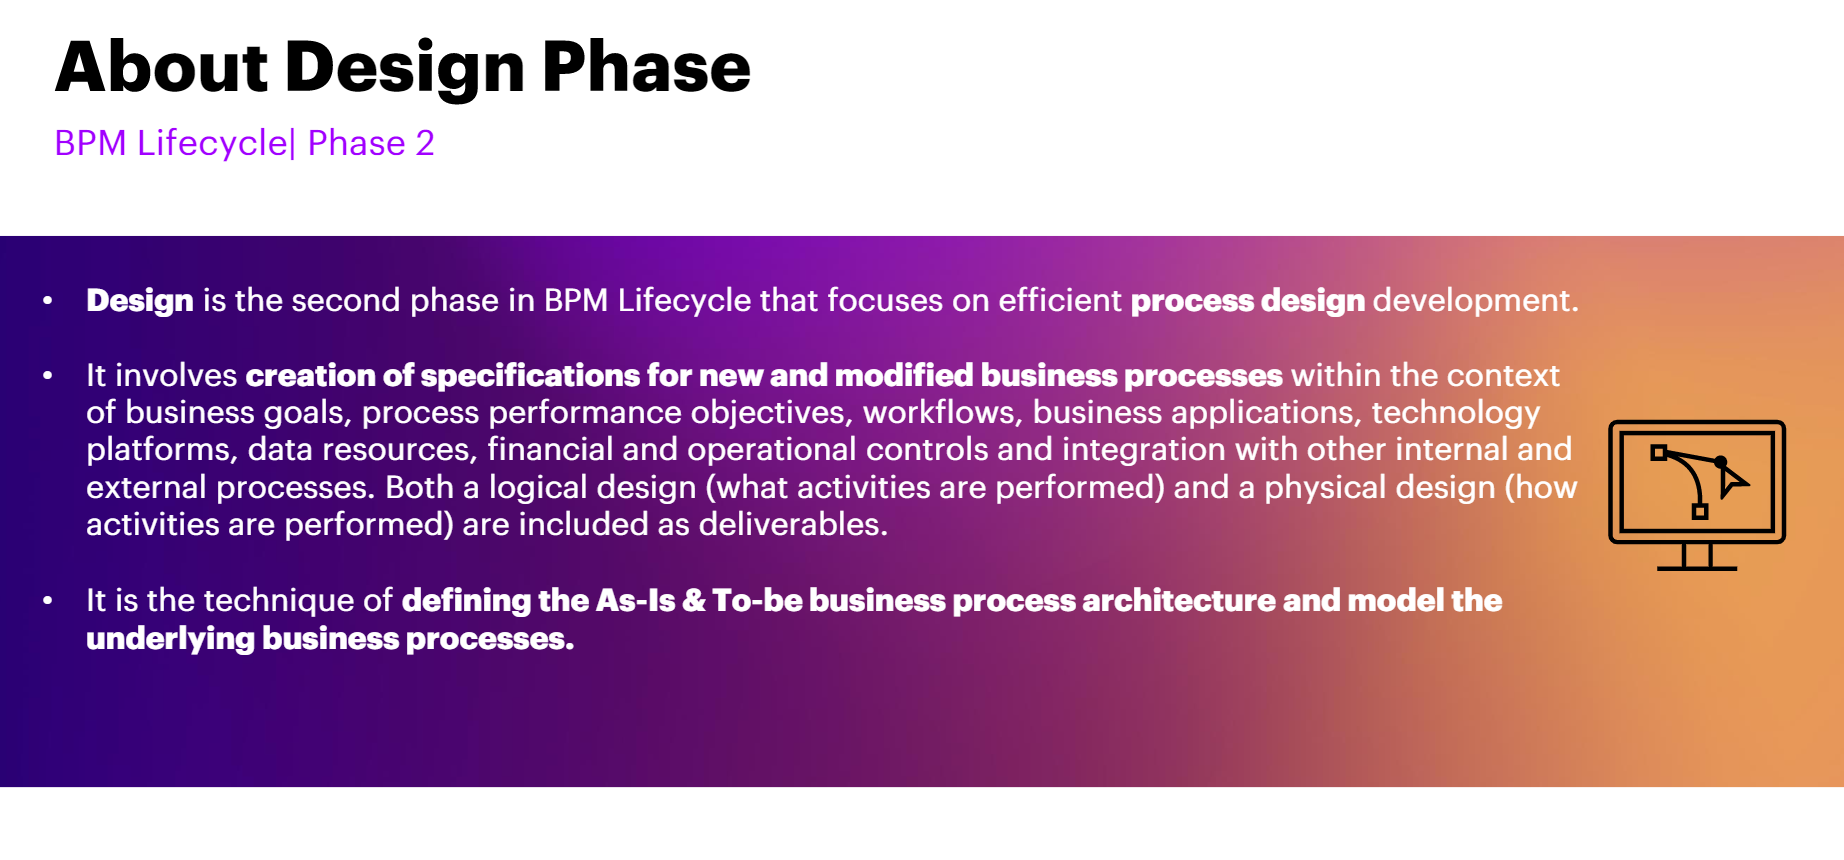 About Design Phase
BPM Lifecycle| Phase 2
• Design is the second phase in BPM Lifecycle that focuses on efficient process design development.
• It involves creation of specifications for new and modified business processes within the context
of business goals, process performance objectives, workflows, business applications, technology
platforms, data resources, financial and operational controls and integration with other internal and
external processes. Both a logical design (what activities are performed) and a physical design (how
activities are performed) are included as deliverables.
• It is the technique of defining the As-Is & To-be business process architecture and model the
underlying business processes.